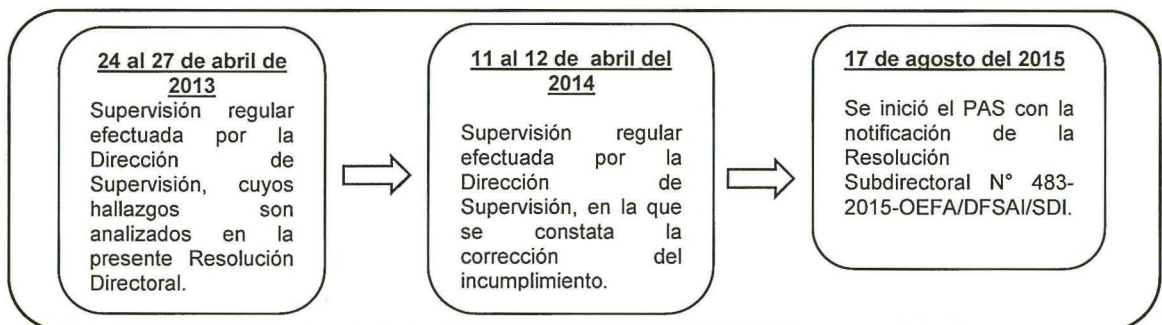 24 al 27 de abril de
2013
Supervisión regular
efectuada por la
Dirección de
Supervisión, cuyos
hallazgos son
analizados en la
presente Resolución
Directoral.
11 al 12 de abril del
2014
Supervisión regular
efectuada por la
Dirección de
Supervisión, en la que
se constata la
corrección del
incumplimiento.
17 de agosto del 2015
Se inició el PAS con la
notificación de la
Resolución
Subdirectoral N° 483-
2015-OEFA/DFSAI/SDI.